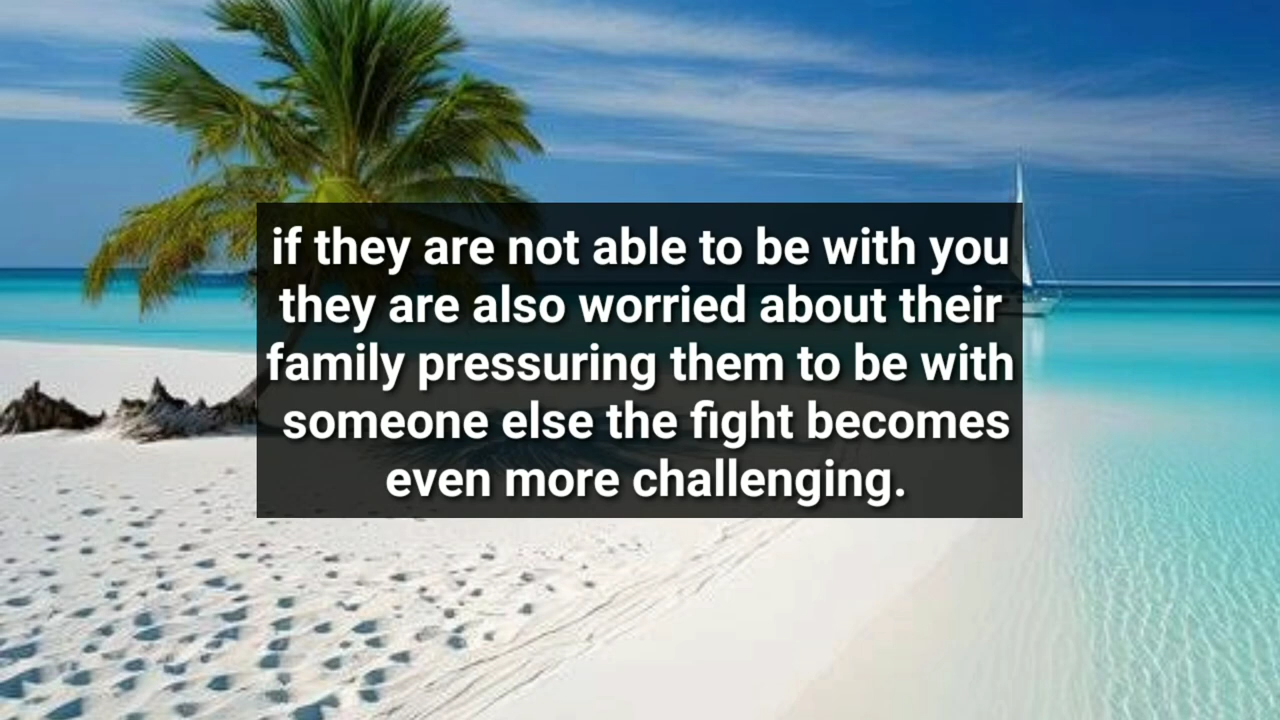 if they are not able to be with you
they are also worried about their
family pressuring them to be with
someone else the fight becomes
even more challenging.